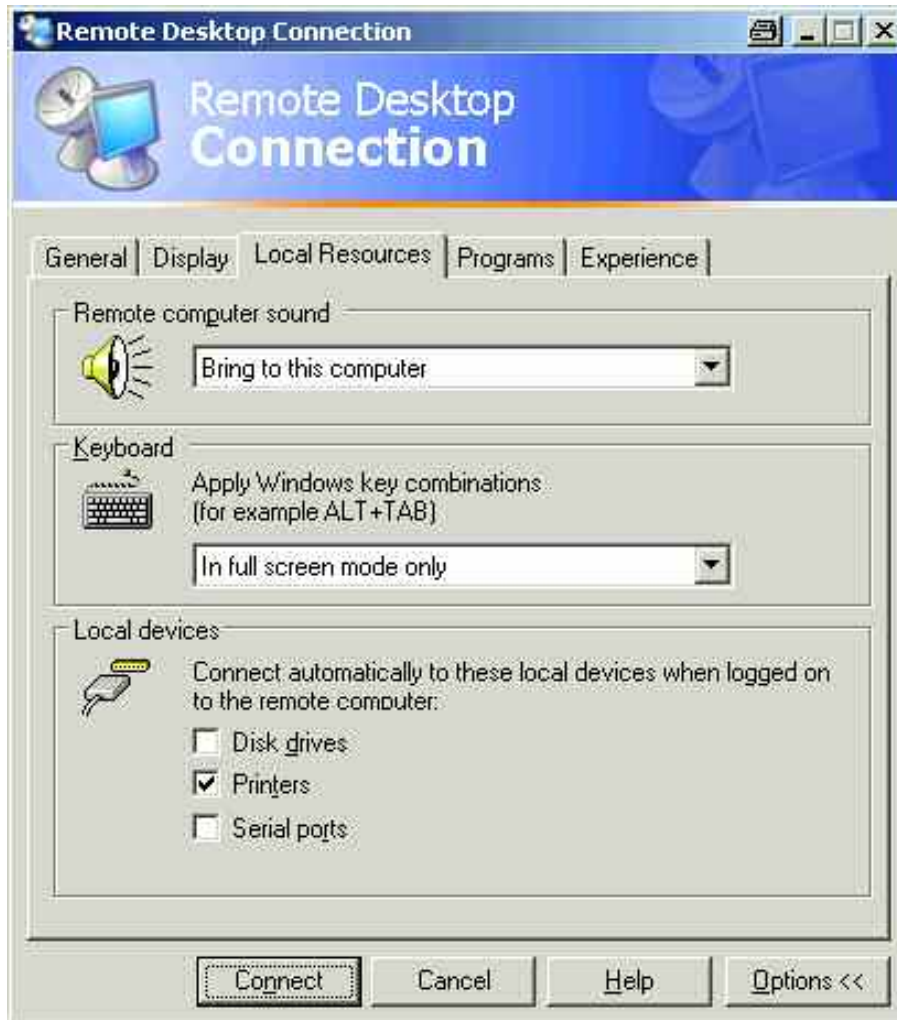 Remote Desktop Connection
Remote Desktop
Connection
General Display Local Resources Programs Experience
Remote computer sound
Bring to this computer
Keyboard
Apply Windows key combinations
(for example ALT+TAB)
In full screen mode only
Local devices
Connect automatically to these local devices when logged on
to the remote computer:
Disk drives
Printers
Serial ports
Connect Cancel Help Options <<